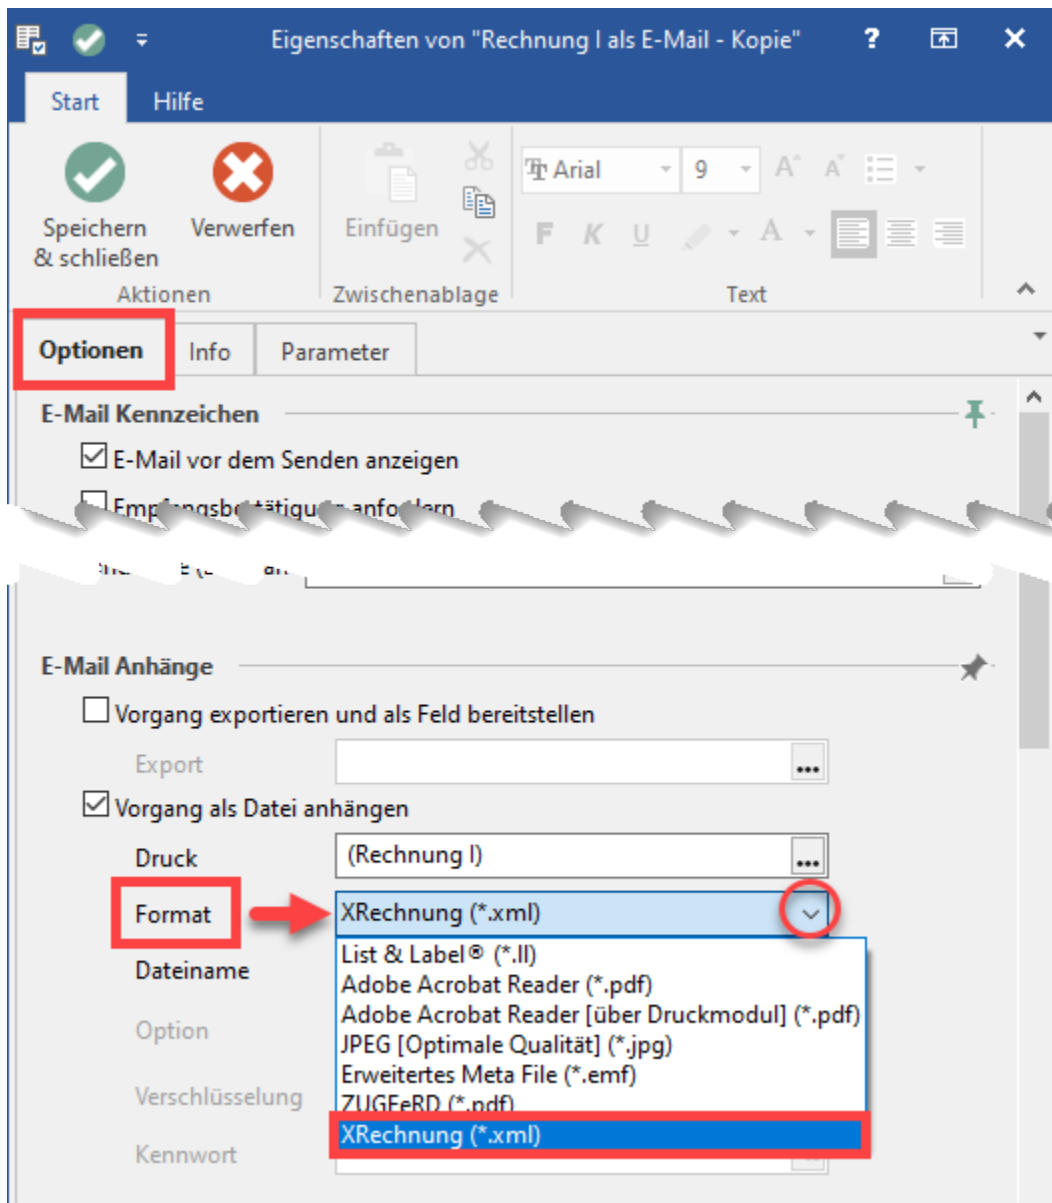 Eigenschaften von "Rechnung I als E-Mail - Kopie" ?
Start Hilfe
Arial 9 A A
Speichern & schließen
Verwerfen
Einfügen
F K U A
Aktionen Zwischenablage Text
Optionen Info Parameter
E-Mail Kennzeichen
E-Mail vor dem Senden anzeigen
Empfangsbestätigung anfordern
E-Mail Anhänge
Vorgang exportieren und als Feld bereitstellen
Export ...
Vorgang als Datei anhängen
Druck (Rechnung I) ...
Format XRechnung (*.xml)
List & Label® (*.ll)
Dateiname
Adobe Acrobat Reader (*.pdf)
Adobe Acrobat Reader [über Druckmodul] (*.pdf)
Option
JPEG [Optimale Qualität] (*.jpg)
Erweitertes Meta File (*.emf)
Verschlüsselung
ZUGFeRD (*.pdf)
XRechnung (*.xml)
Kennwort